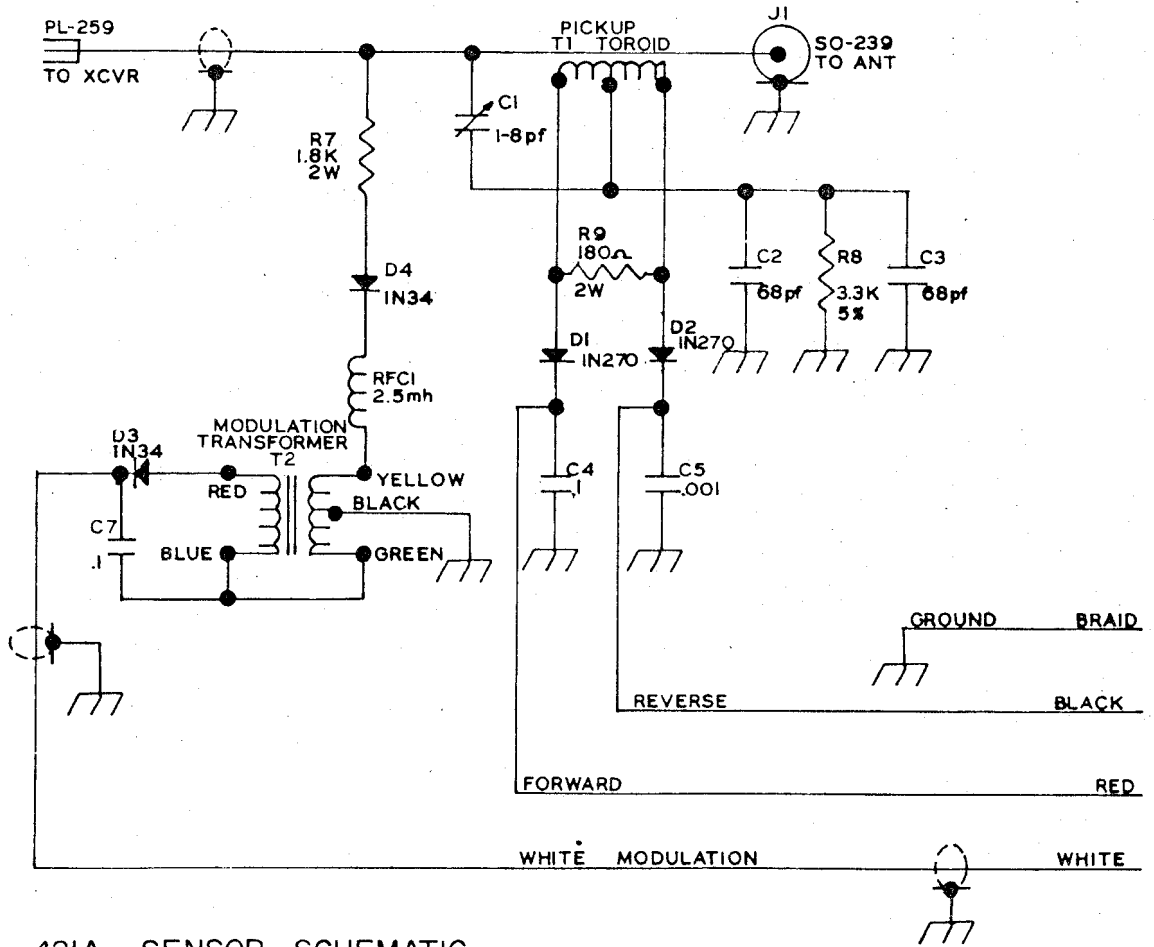 PL-259
TO XCVR
PICKUP
T1 TOROID
J1
SO-239
TO ANT
C1
1-8pf
R7
1.8K
2W
R9
180Ω
2W
C2
68pf
R8
3.3K
5%
C3
68pf
D4
IN34
D1
IN270
D2
IN270
RFC1
2.5mh
MODULATION
TRANSFORMER
T2
D3
IN34
RED
YELLOW
BLACK
C7
.1
BLUE
GREEN
C4
.1
C5
.001
GROUND BRAID
REVERSE BLACK
FORWARD RED
WHITE MODULATION WHITE
SENSOR SCHEMATIC